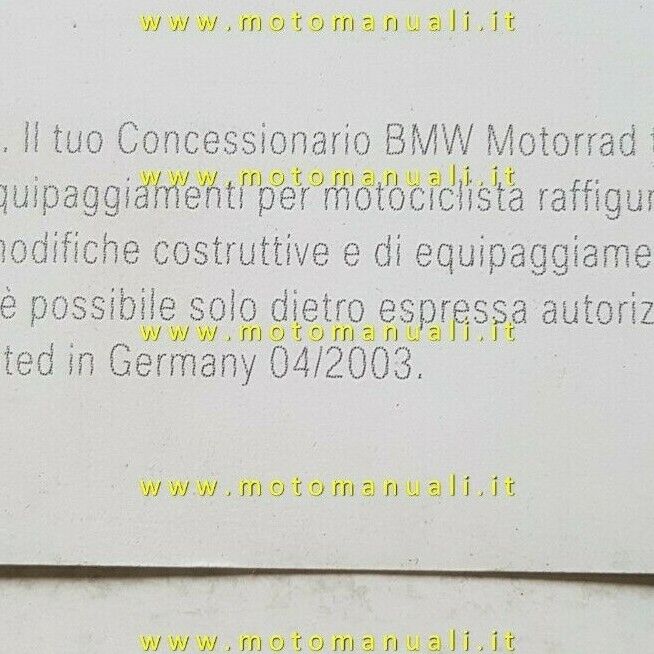 www.motomanuali.it
. Il tuo Concessionario BMW Motorrad t
www.motomanuali.it
quipaggiamenti per motociclista raffigur
modifiche costruttive e di equipaggiame
è possibile solo dietro espressa autoriz
www.motomanuali.it
ted in Germany 04/2003.
www.motomanuali.it
www.motomanuali.it